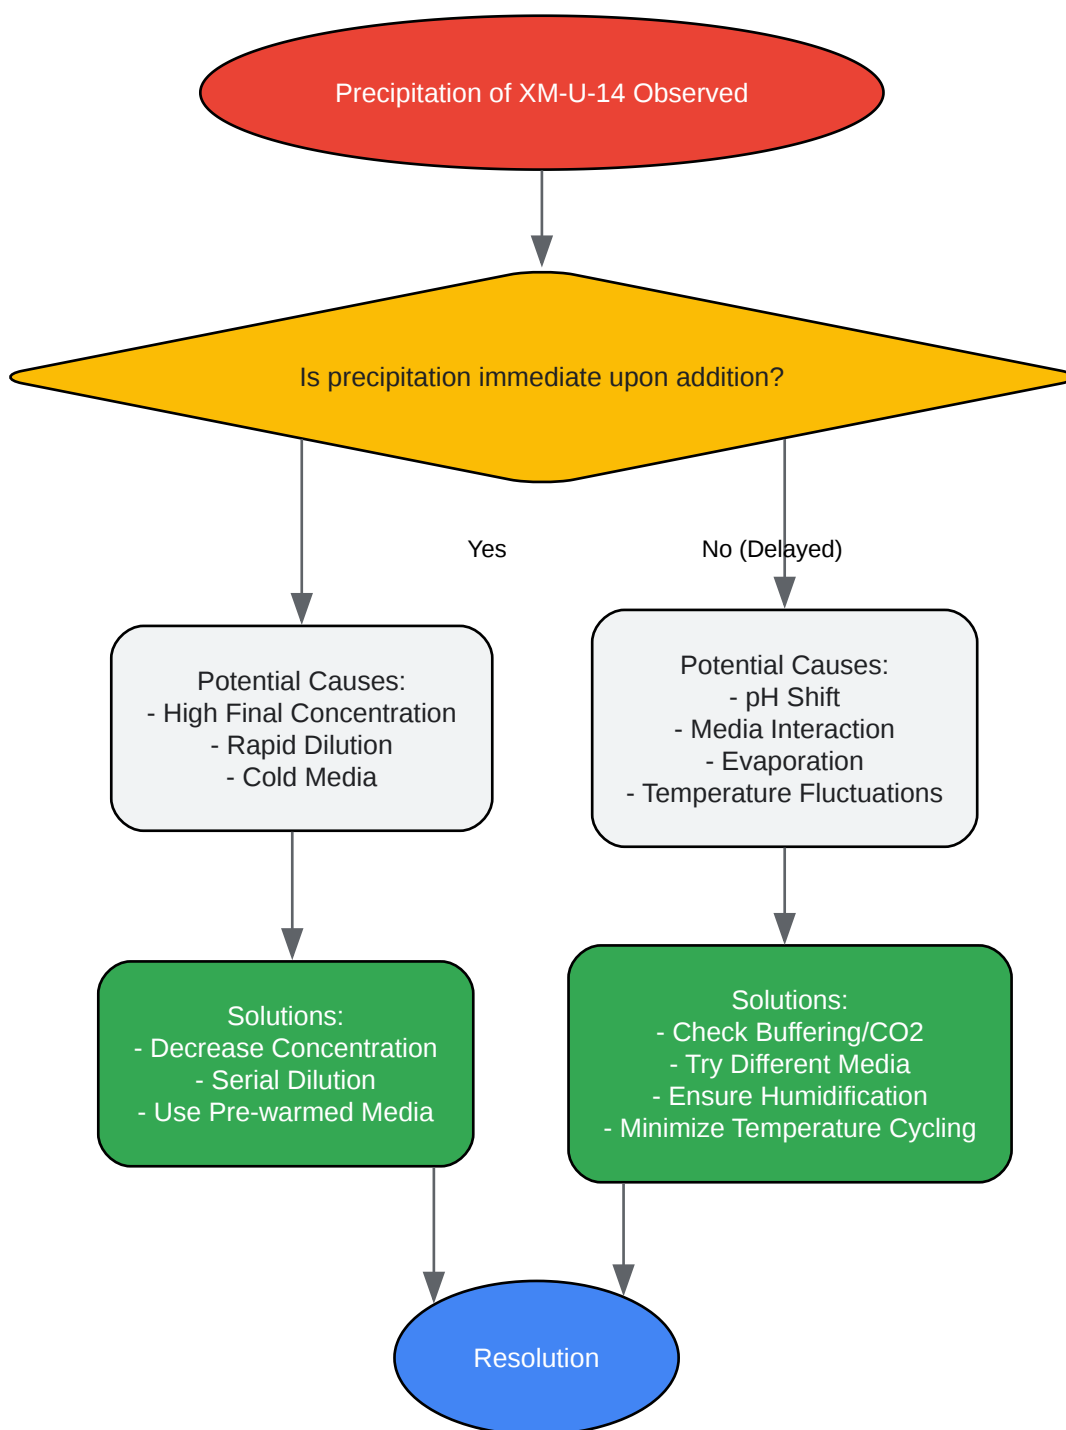 Precipitation of XM-U-14 Observed
Is precipitation immediate upon addition?
Yes
No (Delayed)
Potential Causes:
- High Final Concentration
- Rapid Dilution
- Cold Media
Potential Causes:
- pH Shift
- Media Interaction
- Evaporation
- Temperature Fluctuations
Solutions:
- Decrease Concentration
- Serial Dilution
- Use Pre-warmed Media
Solutions:
- Check Buffering/CO2
- Try Different Media
- Ensure Humidification
- Minimize Temperature Cycling
Resolution